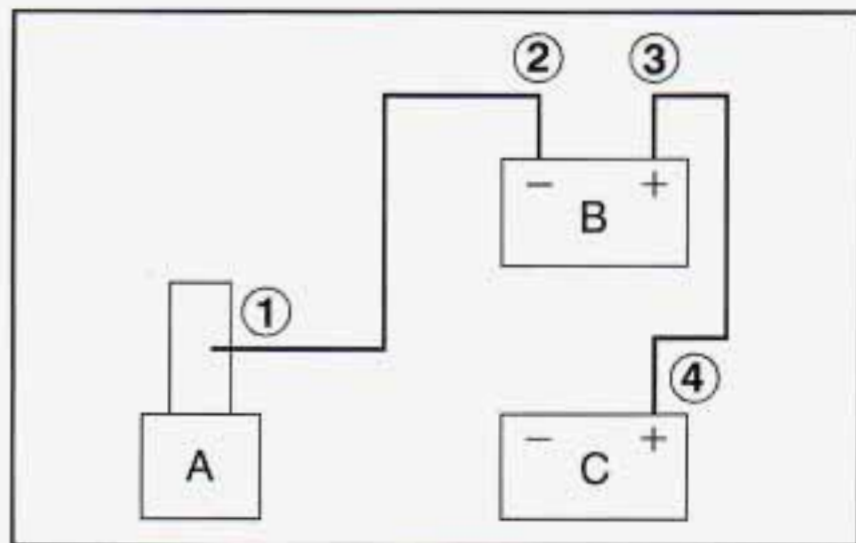 ② ③
− +
B
①
④
− +
A C